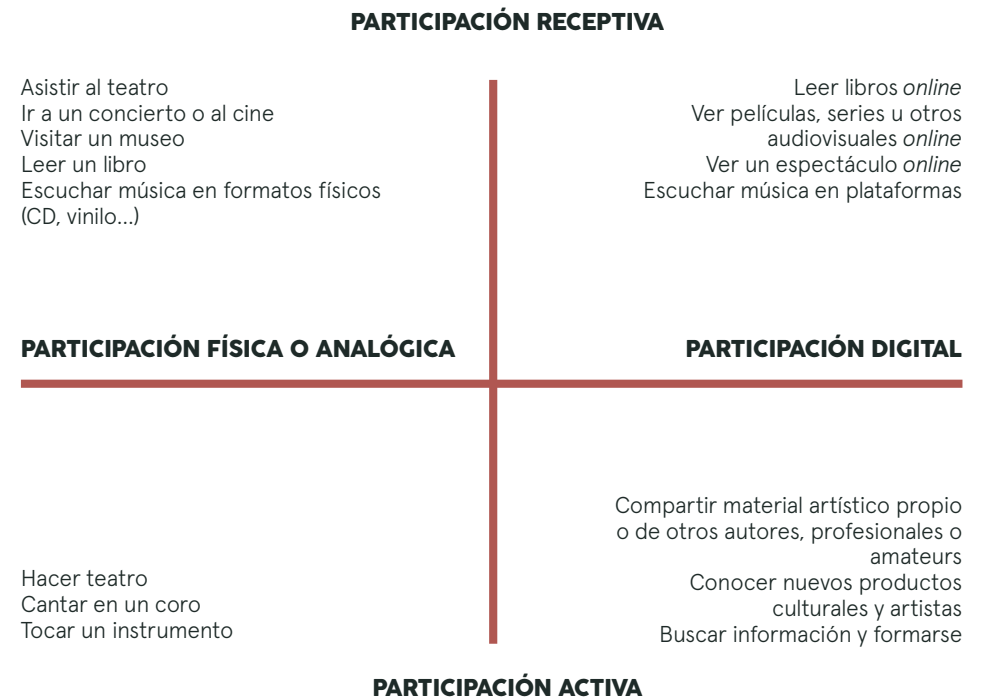 PARTICIPACIÓN RECEPTIVA
Asistir al teatro
Ir a un concierto o al cine
Visitar un museo
Leer un libro
Escuchar música en formatos físicos
(CD, vinilo...)
Leer libros online
Ver películas, series u otros
audiovisuales online
Ver un espectáculo online
Escuchar música en plataformas
PARTICIPACIÓN FÍSICA O ANALÓGICA
PARTICIPACIÓN DIGITAL
Hacer teatro
Cantar en un coro
Tocar un instrumento
Compartir material artístico propio
o de otros autores, profesionales o
amateurs
Conocer nuevos productos
culturales y artistas
Buscar información y formarse
PARTICIPACIÓN ACTIVA